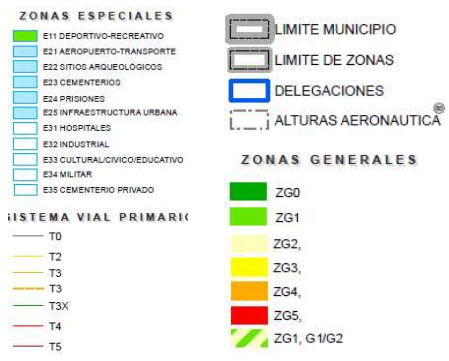 ZONAS ESPECIALES
E11 DEPORTIVO-RECREATIVO
E21 AEROPUERTO-TRANSPORTE
E22 SITIOS ARQUEOLÓGICOS
E23 CEMENTERIOS
E24 PRISIONES
E25 INFRAESTRUCTURA URBANA
E31 HOSPITALES
E32 INDUSTRIAL
E33 CULTURAL/CIVICO/EDUCATIVO
E34 MILITAR
E35 CEMENTERIO PRIVADO
SISTEMA VIAL PRIMARIO
T0
T2
T3
T3
T3X
T4
T5
LIMITE MUNICIPIO
LIMITE DE ZONAS
DELEGACIONES
ALTURAS AERONAUTICA
®
ZONAS GENERALES
ZG0
ZG1
ZG2,
ZG3,
ZG4,
ZG5,
ZG1, G1/G2